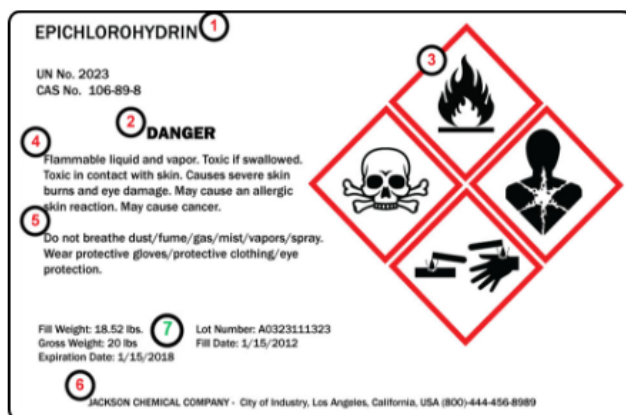 EPICHLOROHYDRIN 1
UN No. 2023
CAS No. 106-89-8
2 DANGER
3
4
Flammable liquid and vapor. Toxic if swallowed.
Toxic in contact with skin. Causes severe skin
burns and eye damage. May cause an allergic
skin reaction. May cause cancer.
5
Do not breathe dust/fume/gas/mist/vapors/spray.
Wear protective gloves/protective clothing/eye
protection.
Fill Weight: 18.52 lbs. 7 Lot Number: A0323111323
Gross Weight: 20 lbs Fill Date: 1/15/2012
Expiration Date: 1/15/2018
6
JACKSON CHEMICAL COMPANY - City of Industry, Los Angeles, California, USA (800)-444-456-8989